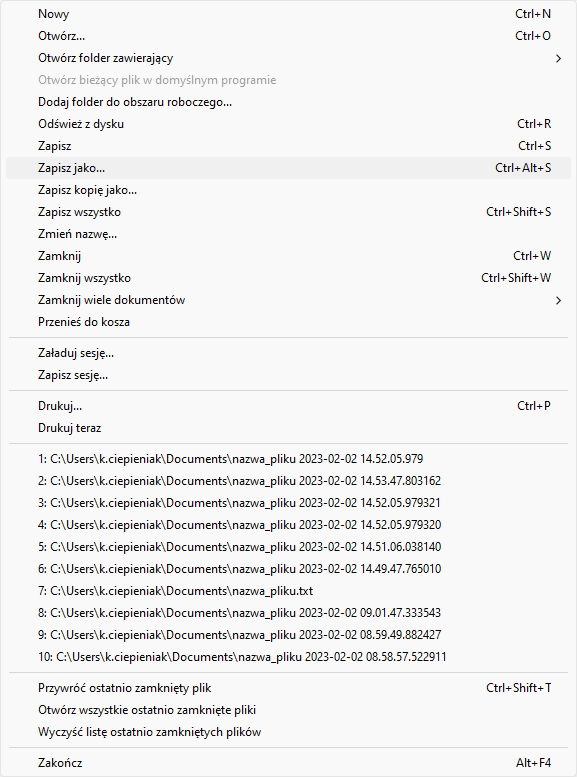 Nowy Ctrl+N
Otwórz... Ctrl+O
Otwórz folder zawierający
Otwórz bieżący plik w domyślnym programie
Dodaj folder do obszaru roboczego...
Odśwież z dysku Ctrl+R
Zapisz Ctrl+S
Zapisz jako... Ctrl+Alt+S
Zapisz kopię jako...
Zapisz wszystko Ctrl+Shift+S
Zmień nazwę...
Zamknij Ctrl+W
Zamknij wszystko Ctrl+Shift+W
Zamknij wiele dokumentów
Przenieś do kosza
Załaduj sesję...
Zapisz sesję...
Drukuj... Ctrl+P
Drukuj teraz
1: C:\Users\k.ciepieniak\Documents\nazwa_pliku 2023-02-02 14.52.05.979
2: C:\Users\k.ciepieniak\Documents\nazwa_pliku 2023-02-02 14.53.47.803162
3: C:\Users\k.ciepieniak\Documents\nazwa_pliku 2023-02-02 14.52.05.979321
4: C:\Users\k.ciepieniak\Documents\nazwa_pliku 2023-02-02 14.52.05.979320
5: C:\Users\k.ciepieniak\Documents\nazwa_pliku 2023-02-02 14.51.06.038140
6: C:\Users\k.ciepieniak\Documents\nazwa_pliku 2023-02-02 14.49.47.765010
7: C:\Users\k.ciepieniak\Documents\nazwa_pliku.txt
8: C:\Users\k.ciepieniak\Documents\nazwa_pliku 2023-02-02 09.01.47.333543
9: C:\Users\k.ciepieniak\Documents\nazwa_pliku 2023-02-02 08.59.49.882427
10: C:\Users\k.ciepieniak\Documents\nazwa_pliku 2023-02-02 08.58.57.522911
Przywróć ostatnio zamknięty plik Ctrl+Shift+T
Otwórz wszystkie ostatnio zamknięte pliki
Wyczyść listę ostatnio zamkniętych plików
Zakończ Alt+F4